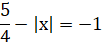 5/4 − |x| = −1